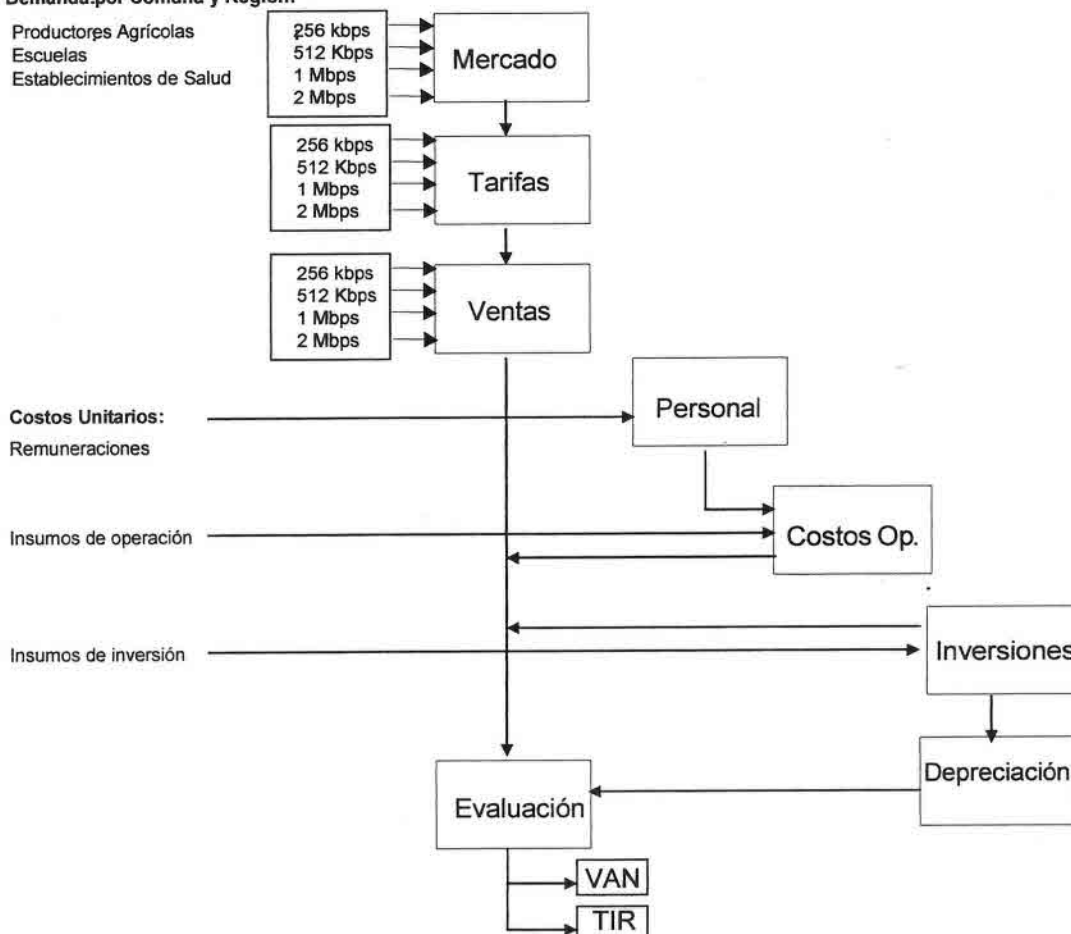 Demanda por Comuna y Región:
Productores Agrícolas
Escuelas
Establecimientos de Salud
256 kbps
512 Kbps
1 Mbps
2 Mbps
Mercado
256 kbps
512 Kbps
1 Mbps
2 Mbps
Tarifas
256 kbps
512 Kbps
1 Mbps
2 Mbps
Ventas
Costos Unitarios:
Remuneraciones
Personal
Insumos de operación
Costos Op.
Insumos de inversión
Inversiones
Depreciación
Evaluación
VAN
TIR